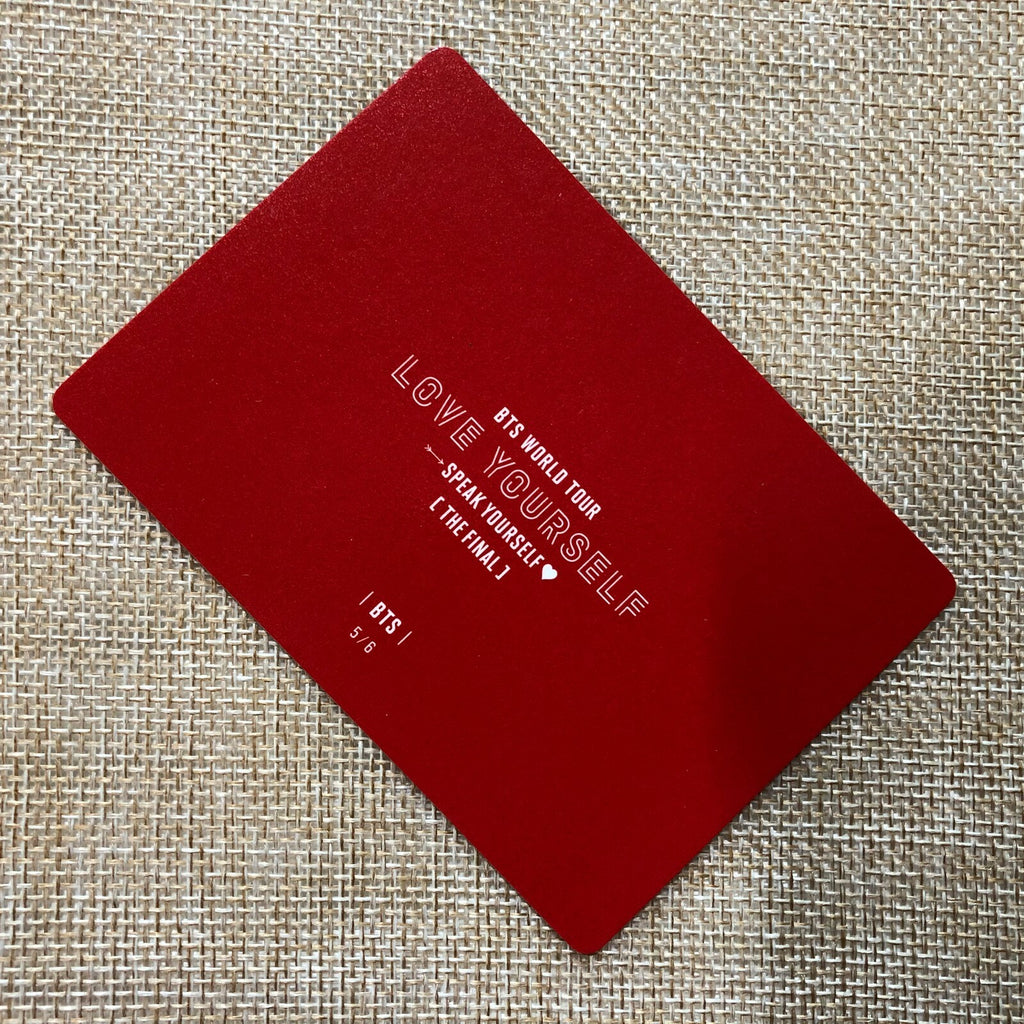 BTS WORLD TOUR
LOVE YOURSELF
SPEAK YOURSELF♥
[ THE FINAL ]
| BTS |
5/6